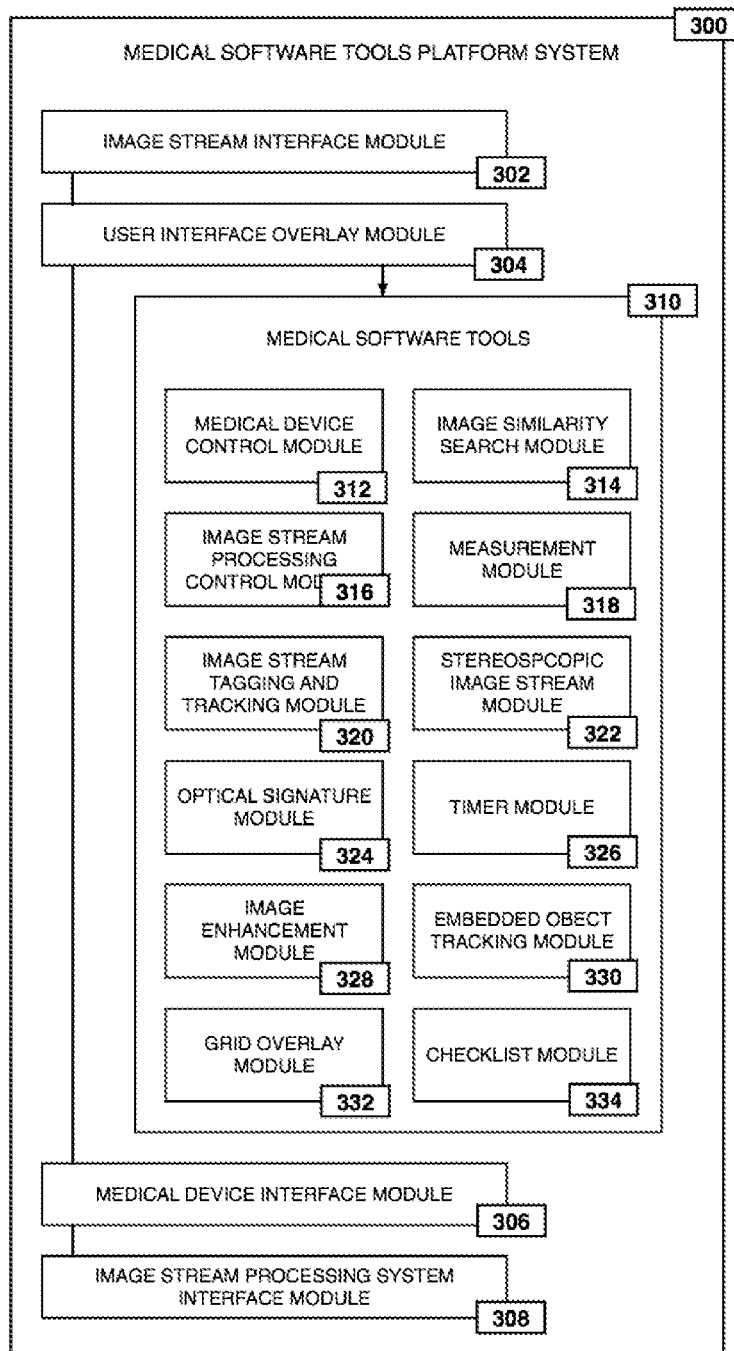 300
MEDICAL SOFTWARE TOOLS PLATFORM SYSTEM
IMAGE STREAM INTERFACE MODULE
302
USER INTERFACE OVERLAY MODULE
304
310
MEDICAL SOFTWARE TOOLS
MEDICAL DEVICE
CONTROL MODULE
312
IMAGE SIMILARITY
SEARCH MODULE
314
IMAGE STREAM
PROCESSING
CONTROL MOD
316
MEASUREMENT
MODULE
318
IMAGE STREAM
TAGGING AND
TRACKING MODULE
320
STEREOSPCOPIC
IMAGE STREAM
MODULE
322
OPTICAL SIGNATURE
MODULE
324
TIMER MODULE
326
IMAGE
ENHANCEMENT
MODULE
328
EMBEDDED OBECT
TRACKING MODULE
330
GRID OVERLAY
MODULE
332
CHECKLIST MODULE
334
MEDICAL DEVICE INTERFACE MODULE
306
IMAGE STREAM PROCESSING SYSTEM
INTERFACE MODULE
308